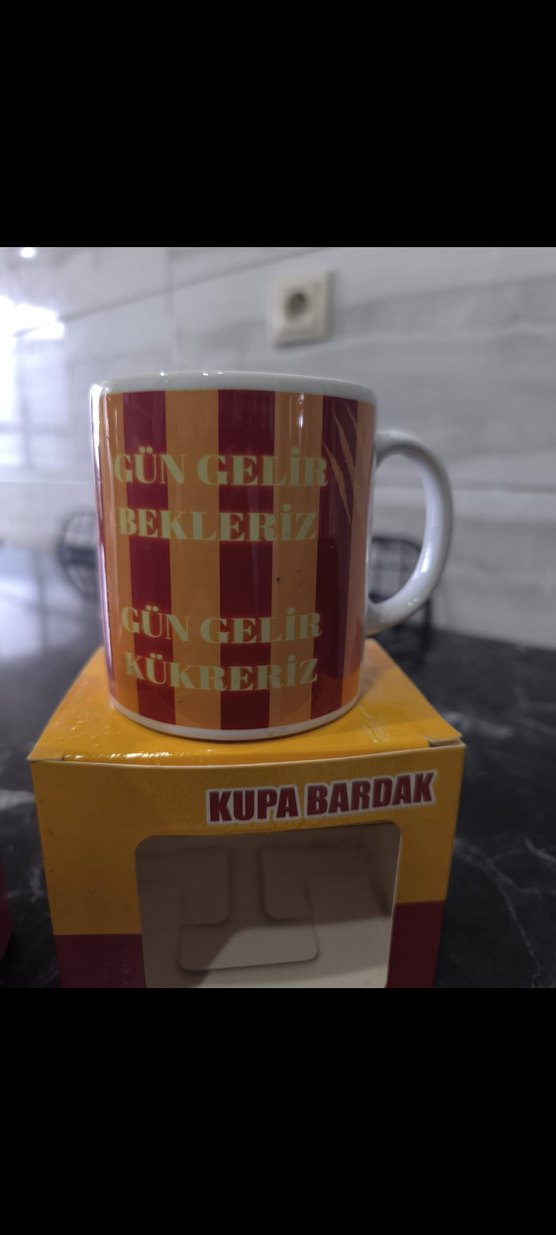 GÜN GELİR
BEKLERİZ
GÜN GELİR
KÜKRERİZ
KUPA BARDAK